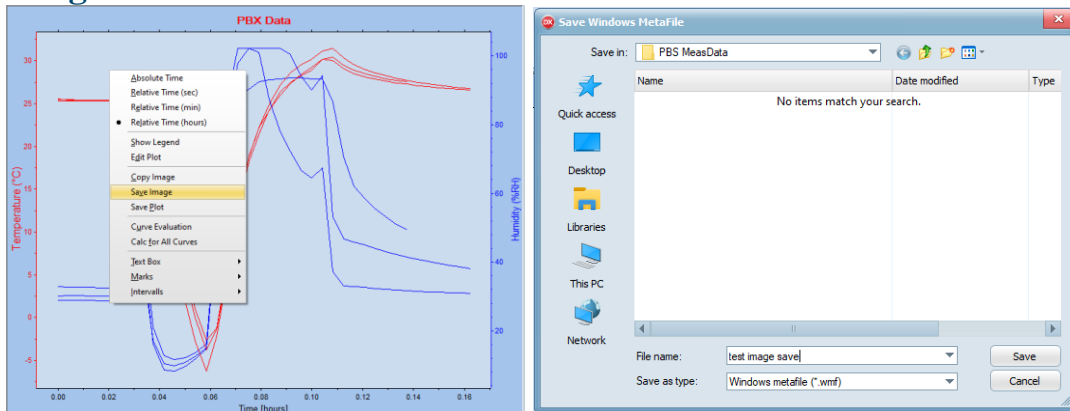 PBX Data
30
25
20
15
10
5
0
-5
Temperature (°C)
100
80
60
40
20
Humidity (%RH)
0.00 0.02 0.04 0.06 0.08 0.10 0.12 0.14 0.16
Time [hours]
Absolute Time
Relative Time (sec)
Relative Time (min)
Relative Time (hours)
Show Legend
Edit Plot
Copy Image
Save Image
Save Plot
Curve Evaluation
Calc for All Curves
Text Box
Marks
Intervalls
Save Windows MetaFile
Save in: PBS MeasData
Name Date modified Type
No items match your search.
Quick access
Desktop
Libraries
This PC
Network
File name: test image save
Save as type: Windows metafile (*.wmf)
Save
Cancel